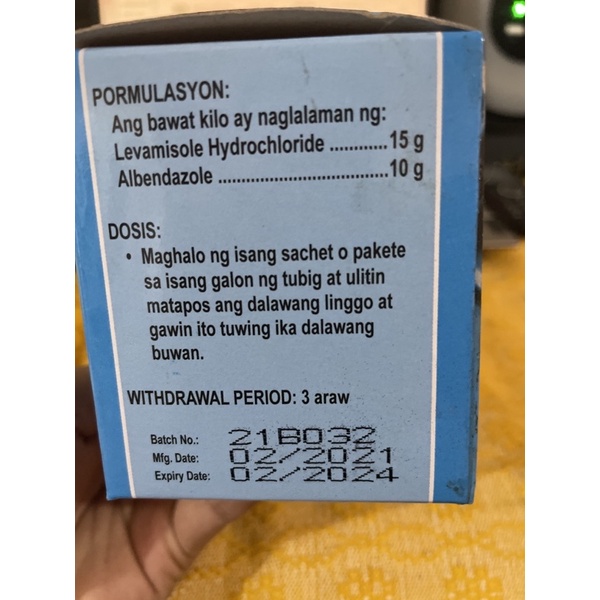 PORMULASYON:
Ang bawat kilo ay naglalaman ng:
Levamisole Hydrochloride ............15 g
Albendazole .....................................10 g
DOSIS:
• Maghalo ng isang sachet o pakete
sa isang galon ng tubig at ulitin
matapos ang dalawang linggo at
gawin ito tuwing ika dalawang
buwan.
WITHDRAWAL PERIOD: 3 araw
Batch No.: 21B032
Mfg. Date: 02/2021
Expiry Date: 02/2024